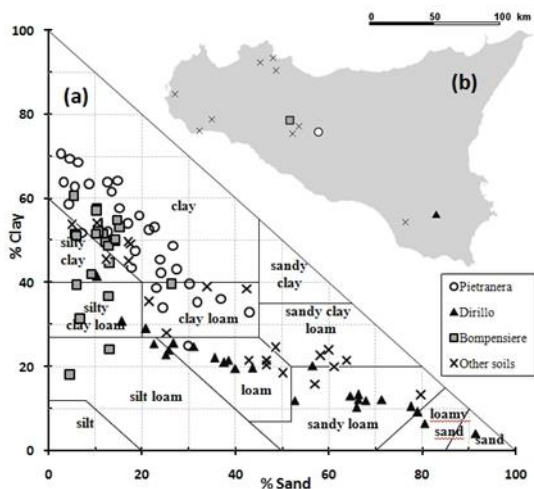 0 50 100 km
100
80
60
40
20
0
% Clay
(a)
(b)
clay
silty
clay
sandy
clay
silty
clay loam
clay loam
sandy clay
loam
silt loam
loam
sandy loam
loamy
sand
sand
silt
0 20 40 60 80 100
% Sand
Pietranera
Dirillo
Bompensiere
Other soils